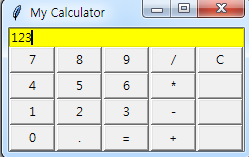 My Calculator
123
7 8 9 / C
4 5 6 *
1 2 3 -
0 . = +